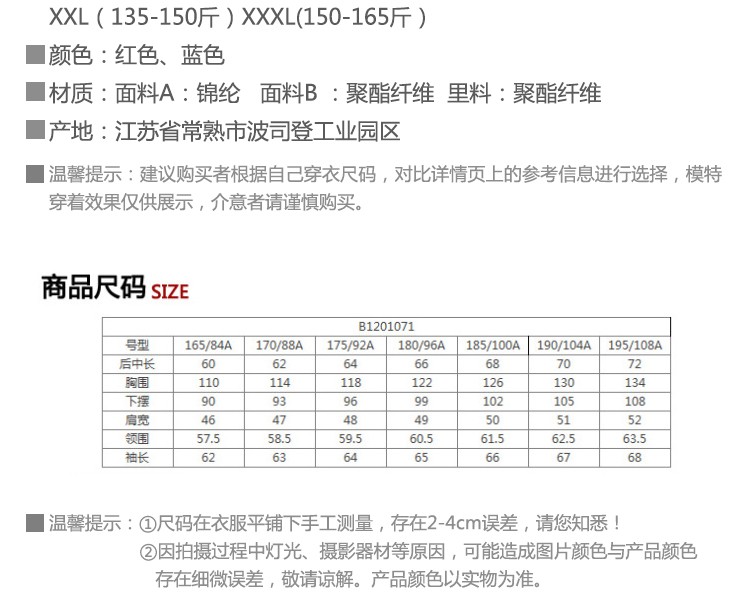 XXL（135-150斤）XXXL(150-165斤）
颜色：红色、蓝色
材质：面料A：锦纶 面料B ：聚酯纤维 里料：聚酯纤维
产地：江苏省常熟市波司登工业园区
温馨提示：建议购买者根据自己穿衣尺码，对比详情页上的参考信息进行选择，模特
穿着效果仅供展示，介意者请谨慎购买。
商品尺码 SIZE
B1201071
号型 165/84A 170/88A 175/92A 180/96A 185/100A 190/104A 195/108A
后中长 60 62 64 66 68 70 72
胸围 110 114 118 122 126 130 134
下摆 90 93 96 99 102 105 108
肩宽 46 47 48 49 50 51 52
领围 57.5 58.5 59.5 60.5 61.5 62.5 63.5
袖长 62 63 64 65 66 67 68
温馨提示：①尺码在衣服平铺下手工测量，存在2-4cm误差，请您知悉！
②因拍摄过程中灯光、摄影器材等原因，可能造成图片颜色与产品颜色
存在细微误差，敬请谅解。产品颜色以实物为准。